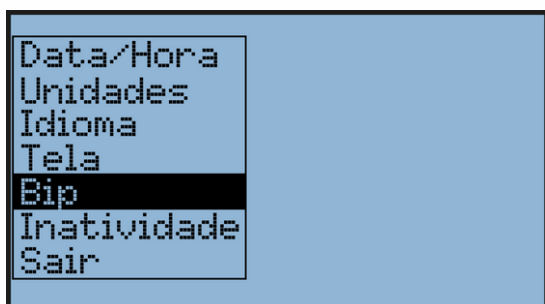 Data/Hora
Unidades
Idioma
Tela
Bip
Inatividade
Sair